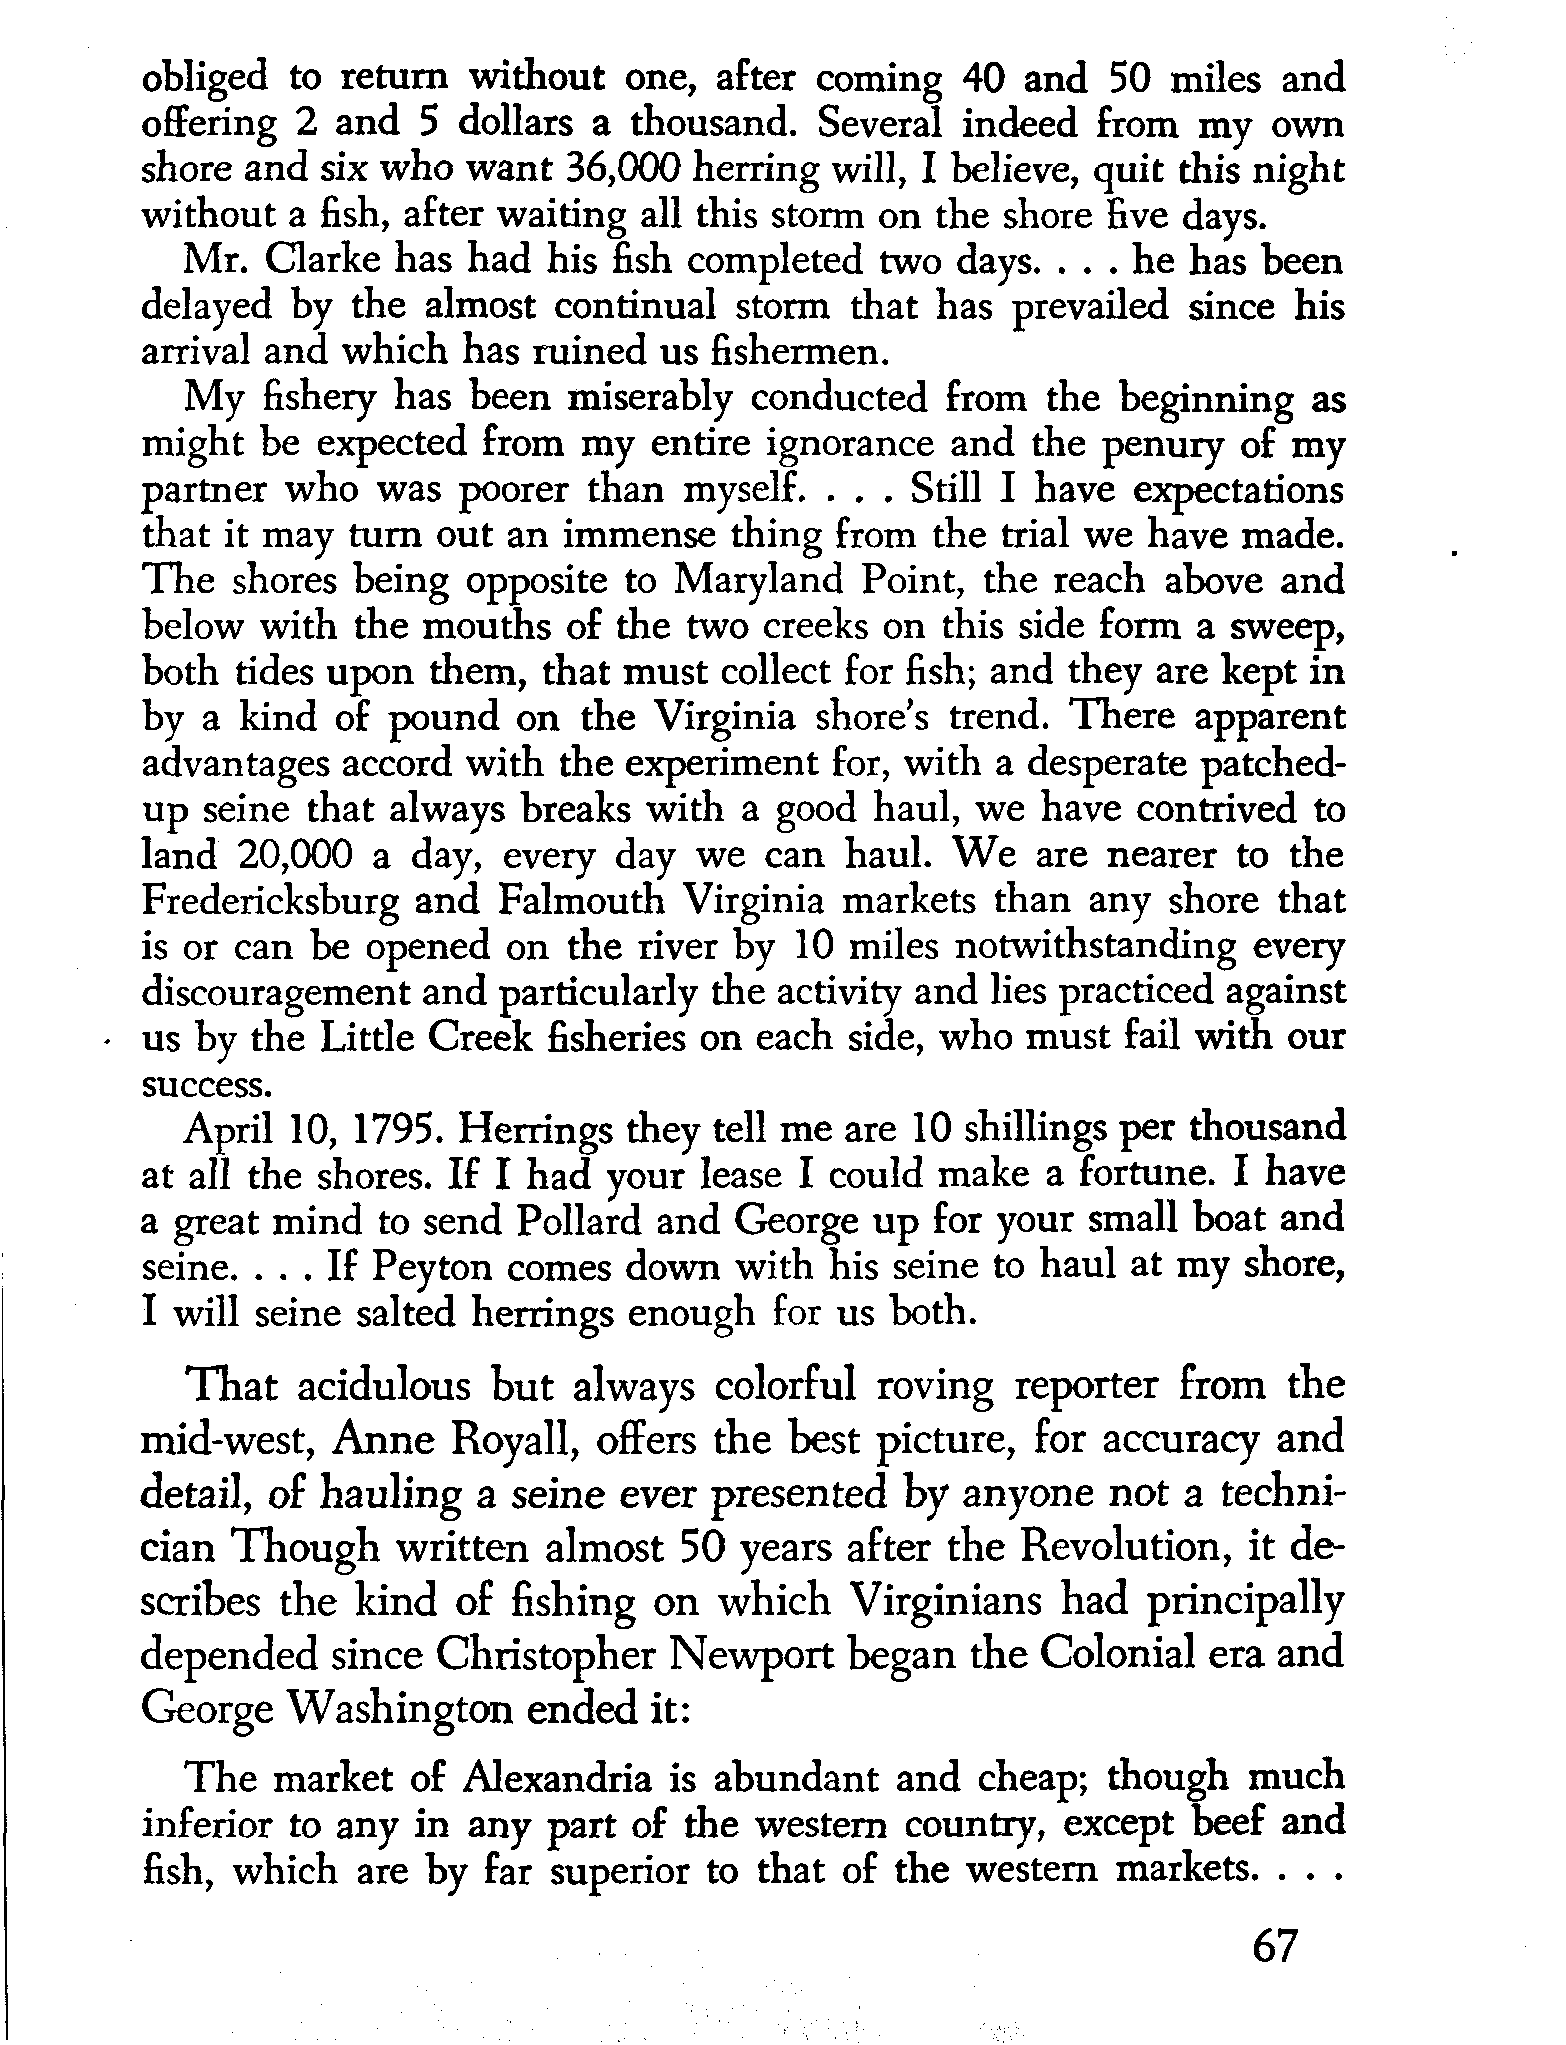 obliged to return without one, after coming 40 and 50 miles and
offering 2 and 5 dollars a thousand. Several indeed from my own
shore and six who want 36,000 herring will, I believe, quit this night
without a fish, after waiting all this storm on the shore five days.
Mr. Clarke has had his fish completed two days. . . . he has been
delayed by the almost continual storm that has prevailed since his
arrival and which has ruined us fishermen.
My fishery has been miserably conducted from the beginning as
might be expected from my entire ignorance and the penury of my
partner who was poorer than myself. . . . Still I have expectations
that it may turn out an immense thing from the trial we have made.
The shores being opposite to Maryland Point, the reach above and
below with the mouths of the two creeks on this side form a sweep,
both tides upon them, that must collect for fish; and they are kept in
by a kind of pound on the Virginia shore's trend. There apparent
advantages accord with the experiment for, with a desperate patched-
up seine that always breaks with a good haul, we have contrived to
land 20,000 a day, every day we can haul. We are nearer to the
Fredericksburg and Falmouth Virginia markets than any shore that
is or can be opened on the river by 10 miles notwithstanding every
discouragement and particularly the activity and lies practiced against
us by the Little Creek fisheries on each side, who must fail with our
success.
April 10, 1795. Herrings they tell me are 10 shillings per thousand
at all the shores. If I had your lease I could make a fortune. I have
a great mind to send Pollard and George up for your small boat and
seine. . . . If Peyton comes down with his seine to haul at my shore,
I will seine salted herrings enough for us both.
That acidulous but always colorful roving reporter from the
mid-west, Anne Royall, offers the best picture, for accuracy and
detail, of hauling a seine ever presented by anyone not a techni-
cian Though written almost 50 years after the Revolution, it de-
scribes the kind of fishing on which Virginians had principally
depended since Christopher Newport began the Colonial era and
George Washington ended it:
The market of Alexandria is abundant and cheap; though much
inferior to any in any part of the western country, except beef and
fish, which are by far superior to that of the western markets. . . .
67